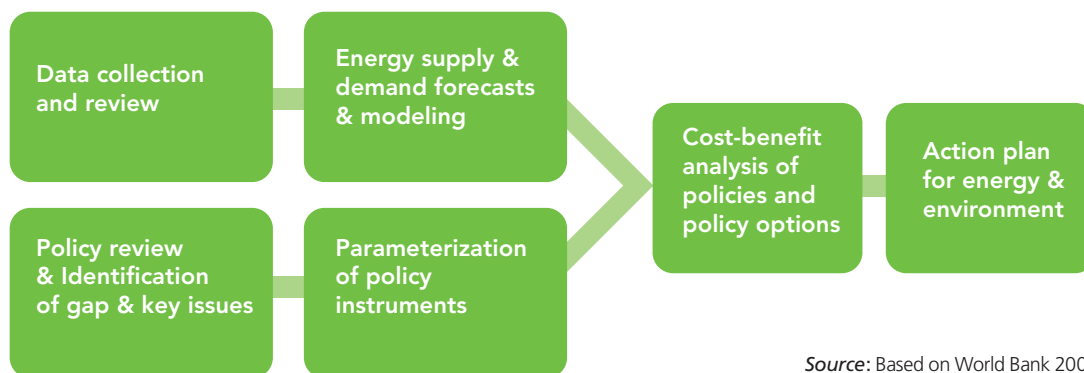 Data collection
and review
Energy supply &
demand forecasts
& modeling
Cost-benefit
analysis of
policies and
policy options
Action plan
for energy &
environment
Policy review
& Identification
of gap & key issues
Parameterization
of policy
instruments
Source: Based on World Bank 200